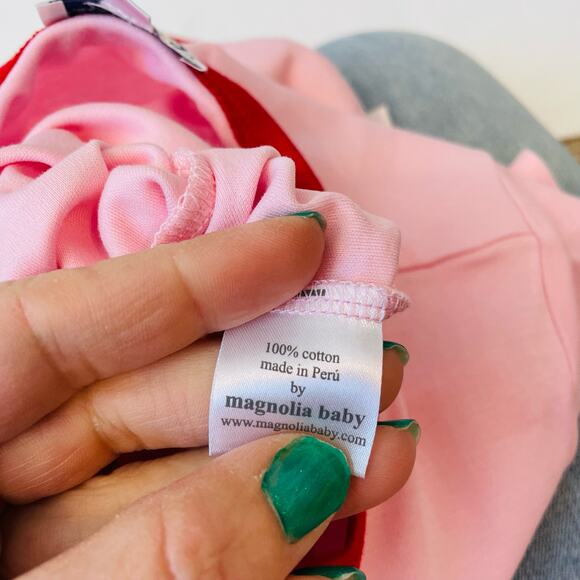 100% cotton
made in Perú
by
magnolia baby
www.magnoliababy.com